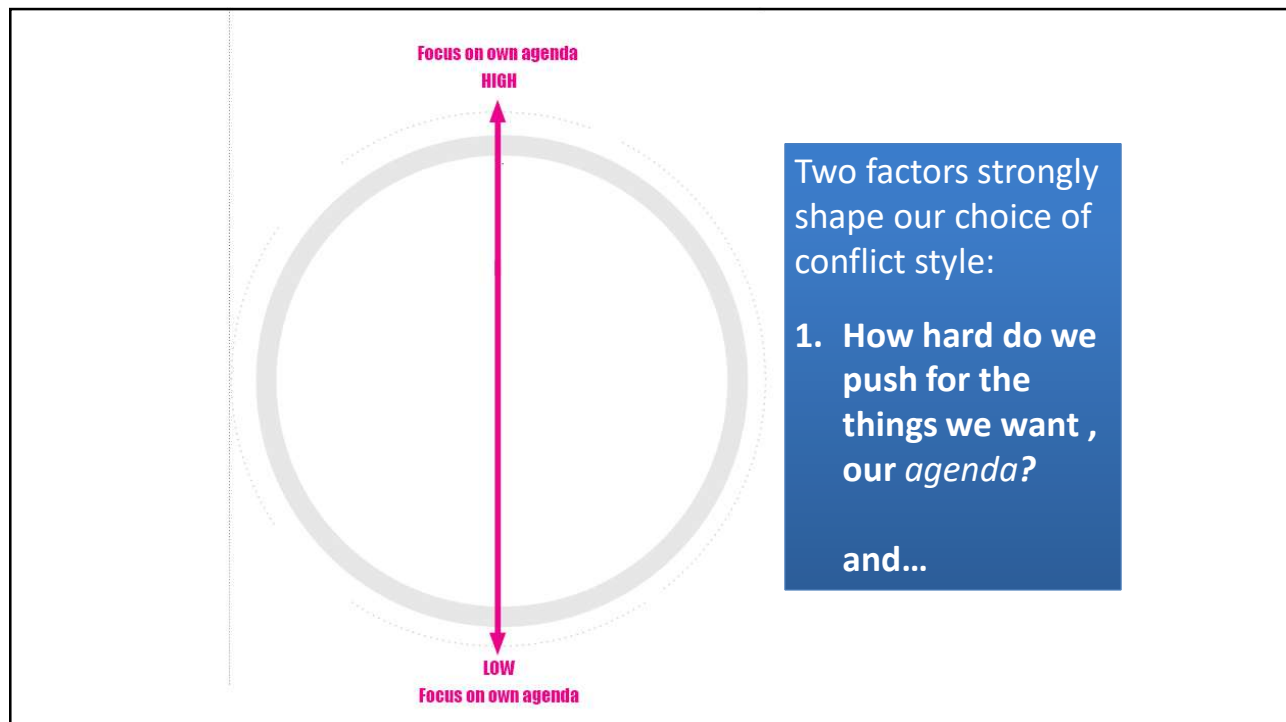 Focus on own agenda
HIGH
Two factors strongly
shape our choice of
conflict style:
1. How hard do we
push for the
things we want ,
our agenda?
and...
LOW
Focus on own agenda